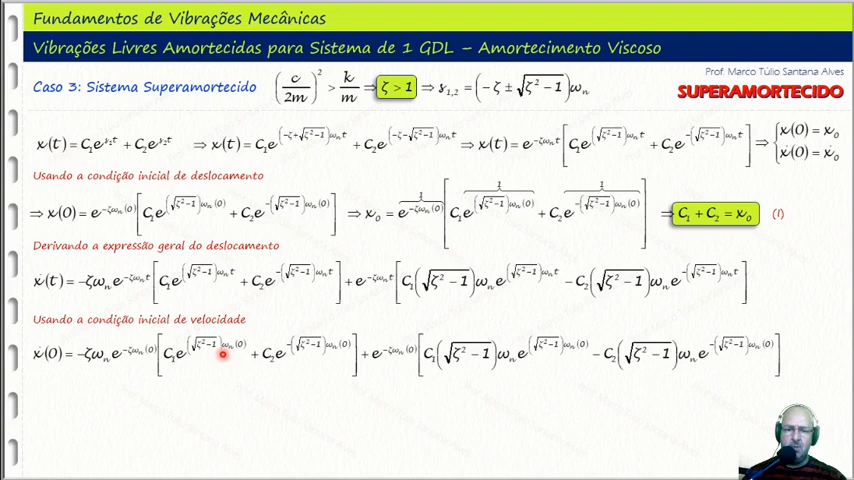 Fundamentos de Vibrações Mecânicas
Vibrações Livres Amortecidas para Sistema de 1 GDL – Amortecimento Viscoso
Prof. Marco Túlio Santana Alves
SUPERAMORTECIDO
Caso 3: Sistema Superamortecido (c/2m)² > k/m ⇒ ζ > 1 ⇒ s₁,₂ = (−ζ ± √(ζ² − 1))ωₙ
x(t) = C₁e^(s₁t) + C₂e^(s₂t) ⇒ x(t) = C₁e^((−ζ+√(ζ²−1))ωₙt) + C₂e^((−ζ−√(ζ²−1))ωₙt) ⇒ x(t) = e^(−ζωₙt) [C₁e^((√(ζ²−1))ωₙt) + C₂e^(−(√(ζ²−1))ωₙt)] ⇒ { x(0) = x₀ ẋ(0) = ẋ₀
Usando a condição inicial de deslocamento
⇒ x(0) = e^(−ζωₙ(0)) [C₁e^((√(ζ²−1))ωₙ(0)) + C₂e^(−(√(ζ²−1))ωₙ(0))] ⇒ x₀ = e^(−ζωₙ(0)) 1 [C₁e^((√(ζ²−1))ωₙ(0)) 1 + C₂e^(−(√(ζ²−1))ωₙ(0)) 1] ⇒ C₁ + C₂ = x₀ (1)
Derivando a expressão geral do deslocamento
ẋ(t) = −ζωₙe^(−ζωₙt) [C₁e^((√(ζ²−1))ωₙt) + C₂e^(−(√(ζ²−1))ωₙt)] + e^(−ζωₙt) [C₁(√(ζ² − 1))ωₙe^((√(ζ²−1))ωₙt) − C₂(√(ζ² − 1))ωₙe^(−(√(ζ²−1))ωₙt)]
Usando a condição inicial de velocidade
ẋ(0) = −ζωₙe^(−ζωₙ(0)) [C₁e^((√(ζ²−1))ωₙ(0)) + C₂e^(−(√(ζ²−1))ωₙ(0))] + e^(−ζωₙ(0)) [C₁(√(ζ² − 1))ωₙe^((√(ζ²−1))ωₙ(0)) − C₂(√(ζ² − 1))ωₙe^(−(√(ζ²−1))ωₙ(0))]